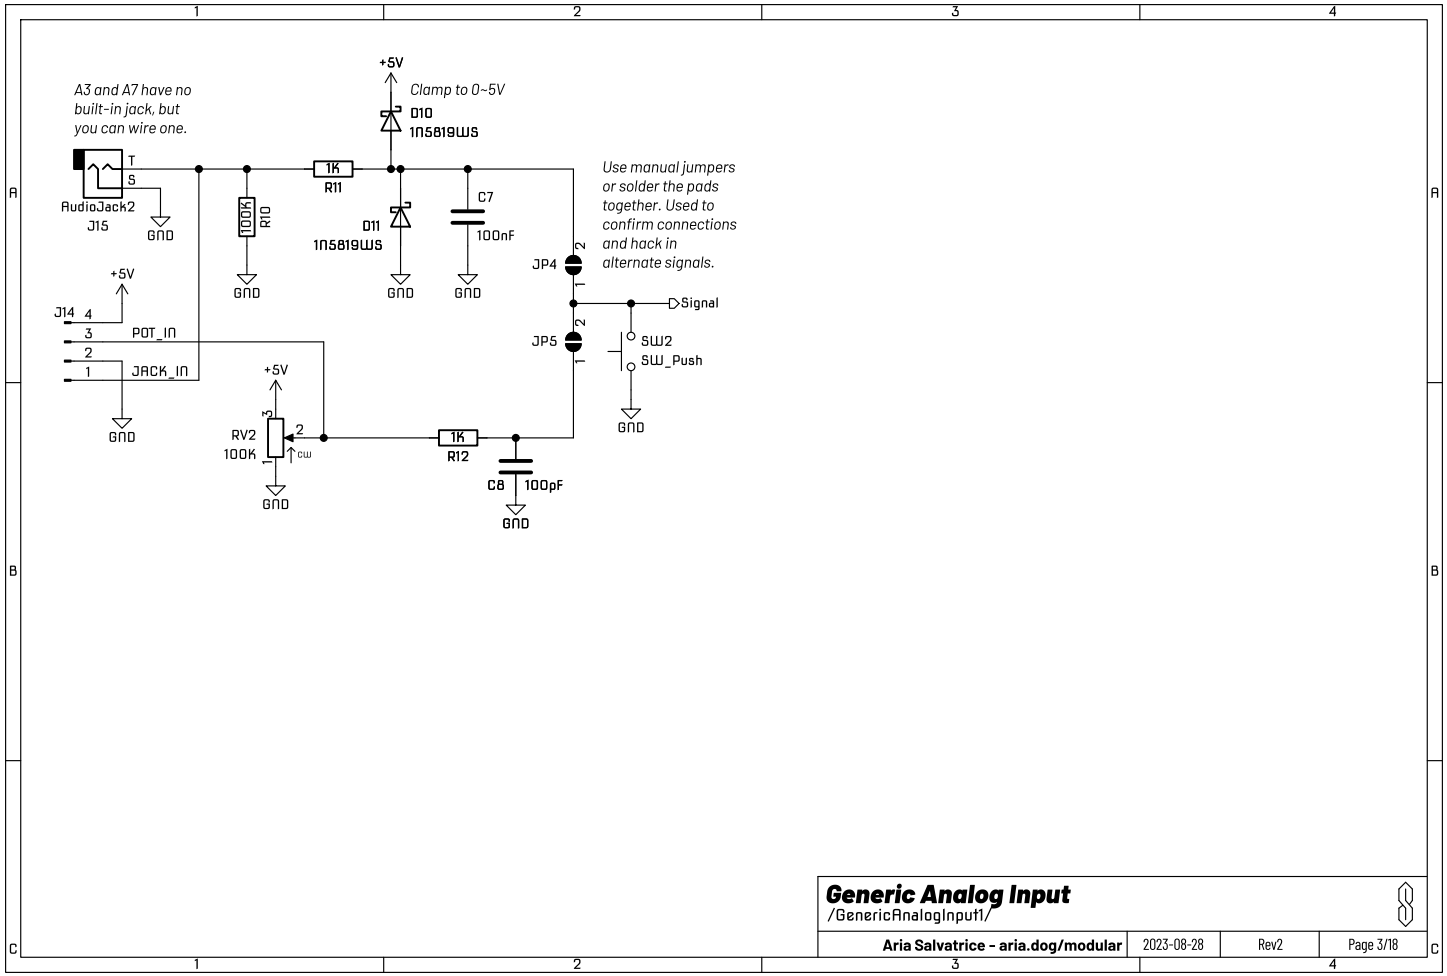 1 2 3 4
A3 and A7 have no
built-in jack, but
you can wire one.
+5V
Clamp to 0~5V
D10
1N5819WS
T
S
AudioJack2
J15
GND
1K
R11
100K
R10
GND
D11
1N5819WS
GND
C7
100nF
GND
Use manual jumpers
or solder the pads
together. Used to
confirm connections
and hack in
alternate signals.
A
A
2
JP4
1
Signal
2
JP5
1
SW2
SW_Push
GND
+5V
J14
4
3
POT_IN
2
1
JACK_IN
GND
+5V
3
RV2
100K
2
CW
1
GND
1K
R12
C8
100pF
GND
B
B
Generic Analog Input
/GenericAnalogInput1/
Aria Salvatrice - aria.dog/modular
2023-08-28
Rev2
Page 3/18
C
C
1 2 3 4